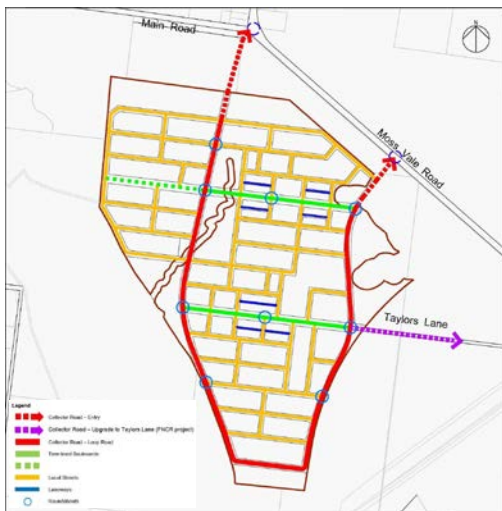 Main Road
Moss Vale Road
Taylors Lane
Legend
Collector Road – Entry
Collector Road – Upgrade to Taylors Lane (FNCR project)
Collector Road – Loop Road
Tree-lined Boulevards
Local Streets
Laneways
Roundabouts